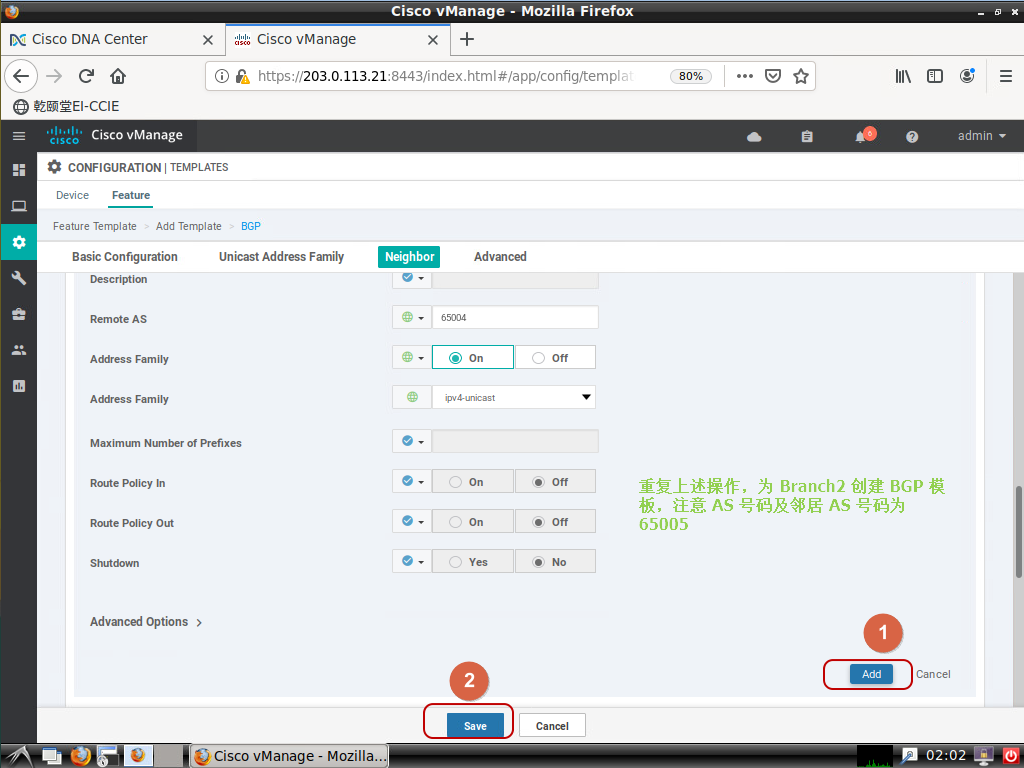 Cisco vManage - Mozilla Firefox
Cisco DNA Center
Cisco vManage
https://203.0.113.21:8443/index.html#/app/config/templat
80%
乾颐堂EI-CCIE
CISCO
Cisco vManage
6
admin
CONFIGURATION | TEMPLATES
Device
Feature
Feature Template > Add Template > BGP
Basic Configuration
Unicast Address Family
Neighbor
Advanced
Description
Remote AS
65004
Address Family
On
Off
Address Family
ipv4-unicast
Maximum Number of Prefixes
Route Policy In
On
Off
Route Policy Out
On
Off
Shutdown
Yes
No
重复上述操作，为 Branch2 创建 BGP 模
板，注意 AS 号码及邻居 AS 号码为
65005
Advanced Options
1
Add
Cancel
2
Save
Cancel
Cisco vManage - Mozilla...
02:02